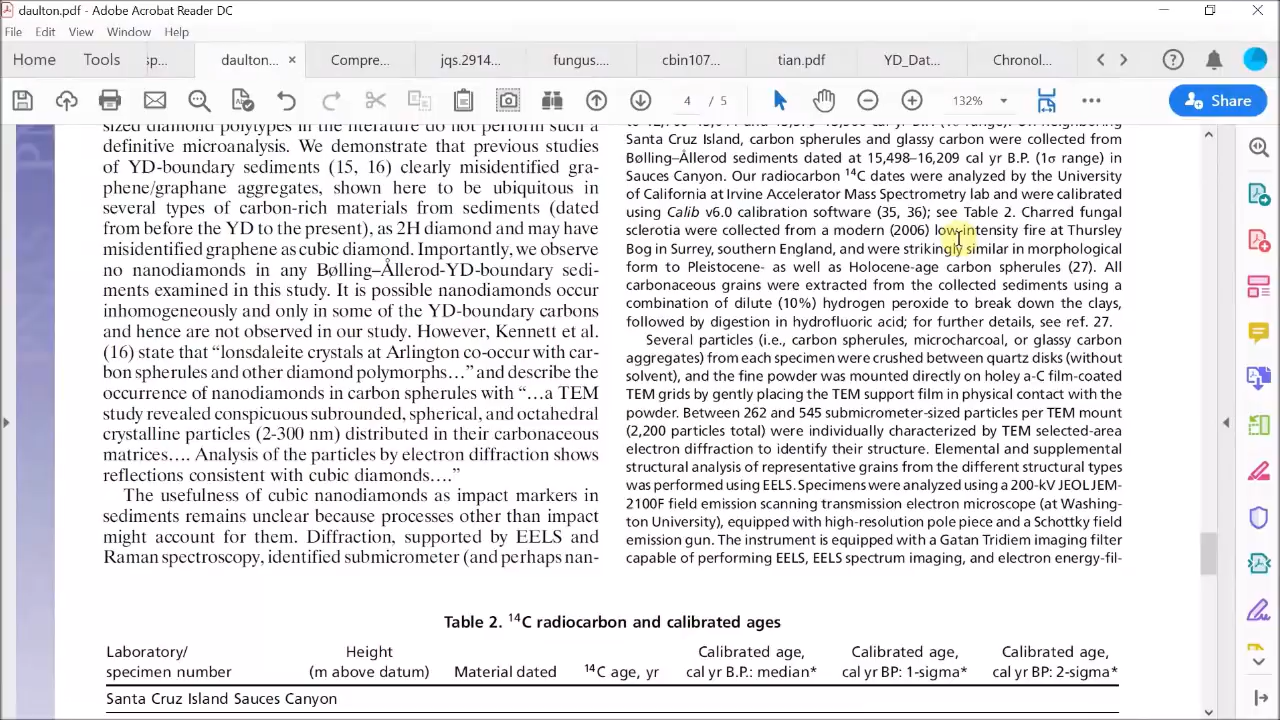 daulton.pdf - Adobe Acrobat Reader DC
File Edit View Window Help
Home Tools sp... daulton... × Compre... jqs.2914... fungus.... cbin107... tian.pdf YD_Dat... Chronol...
4 / 5 132% Share
sized diamond polytypes in the literature do not perform such a
definitive microanalysis. We demonstrate that previous studies
of YD-boundary sediments (15, 16) clearly misidentified gra-
phene/graphane aggregates, shown here to be ubiquitous in
several types of carbon-rich materials from sediments (dated
from before the YD to the present), as 2H diamond and may have
misidentified graphene as cubic diamond. Importantly, we observe
no nanodiamonds in any Bølling–Ållerod-YD-boundary sedi-
ments examined in this study. It is possible nanodiamonds occur
inhomogeneously and only in some of the YD-boundary carbons
and hence are not observed in our study. However, Kennett et al.
(16) state that “lonsdaleite crystals at Arlington co-occur with car-
bon spherules and other diamond polymorphs…” and describe the
occurrence of nanodiamonds in carbon spherules with “…a TEM
study revealed conspicuous subrounded, spherical, and octahedral
crystalline particles (2-300 nm) distributed in their carbonaceous
matrices…. Analysis of the particles by electron diffraction shows
reflections consistent with cubic diamonds….”
The usefulness of cubic nanodiamonds as impact markers in
sediments remains unclear because processes other than impact
might account for them. Diffraction, supported by EELS and
Raman spectroscopy, identified submicrometer (and perhaps nan-
Santa Cruz Island, carbon spherules and glassy carbon were collected from
Bølling–Ållerod sediments dated at 15,498–16,209 cal yr B.P. (1σ range) in
Sauces Canyon. Our radiocarbon ¹⁴C dates were analyzed by the University
of California at Irvine Accelerator Mass Spectrometry lab and were calibrated
using Calib v6.0 calibration software (35, 36); see Table 2. Charred fungal
sclerotia were collected from a modern (2006) low-intensity fire at Thursley
Bog in Surrey, southern England, and were strikingly similar in morphological
form to Pleistocene- as well as Holocene-age carbon spherules (27). All
carbonaceous grains were extracted from the collected sediments using a
combination of dilute (10%) hydrogen peroxide to break down the clays,
followed by digestion in hydrofluoric acid; for further details, see ref. 27.
Several particles (i.e., carbon spherules, microcharcoal, or glassy carbon
aggregates) from each specimen were crushed between quartz disks (without
solvent), and the fine powder was mounted directly on holey a-C film-coated
TEM grids by gently placing the TEM support film in physical contact with the
powder. Between 262 and 545 submicrometer-sized particles per TEM mount
(2,200 particles total) were individually characterized by TEM selected-area
electron diffraction to identify their structure. Elemental and supplemental
structural analysis of representative grains from the different structural types
was performed using EELS. Specimens were analyzed using a 200-kV JEOL JEM-
2100F field emission scanning transmission electron microscope (at Washing-
ton University), equipped with high-resolution pole piece and a Schottky field
emission gun. The instrument is equipped with a Gatan Tridiem imaging filter
capable of performing EELS, EELS spectrum imaging, and electron energy-fil-
Table 2. ¹⁴C radiocarbon and calibrated ages
Laboratory/ Height Calibrated age, Calibrated age, Calibrated age,
specimen number (m above datum) Material dated ¹⁴C age, yr cal yr B.P.: median* cal yr BP: 1-sigma* cal yr BP: 2-sigma*
Santa Cruz Island Sauces Canyon